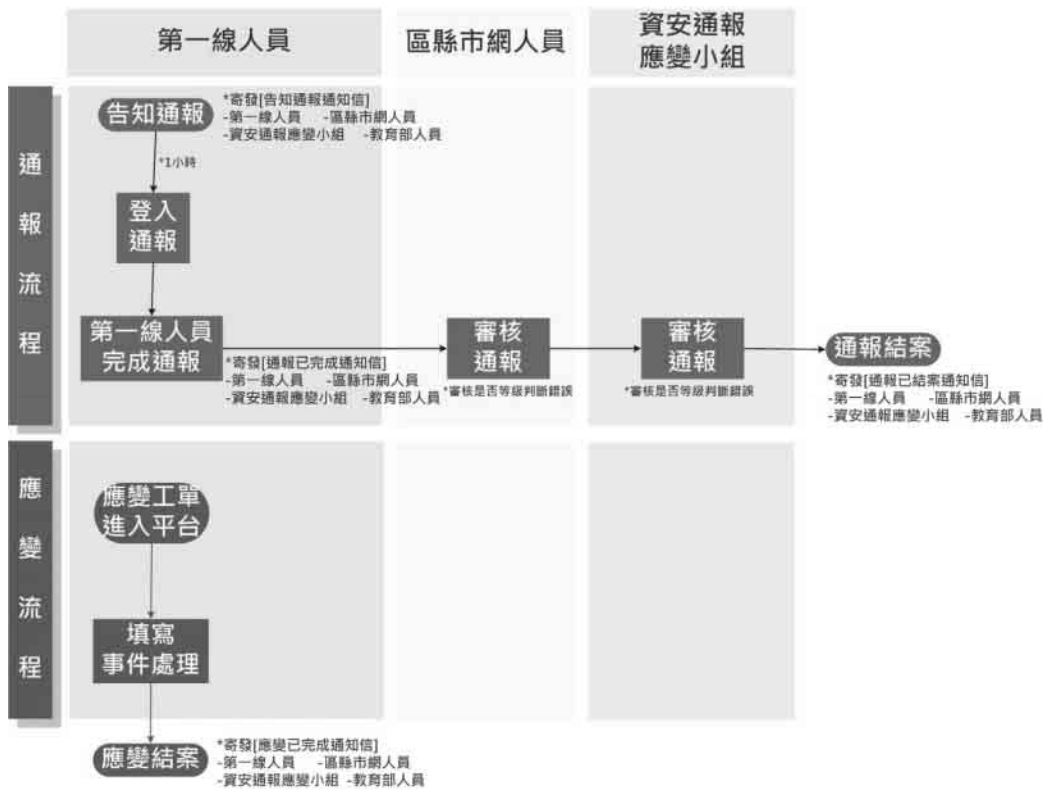 第一線人員
區縣市網人員
資安通報
應變小組
通報流程
告知通報
*寄發[告知通報通知信]
-第一線人員 -區縣市網人員
-資安通報應變小組 -教育部人員
*1小時
登入
通報
第一線人員
完成通報
*寄發[通報已完成通知信]
-第一線人員 -區縣市網人員
-資安通報應變小組 -教育部人員
審核
通報
*審核是否等級判斷錯誤
審核
通報
*審核是否等級判斷錯誤
通報結案
*寄發[通報已結案通知信]
-第一線人員 -區縣市網人員
-資安通報應變小組 -教育部人員
應變流程
應變工單
進入平台
填寫
事件處理
應變結案
*寄發[應變已完成通知信]
-第一線人員 -區縣市網人員
-資安通報應變小組 -教育部人員